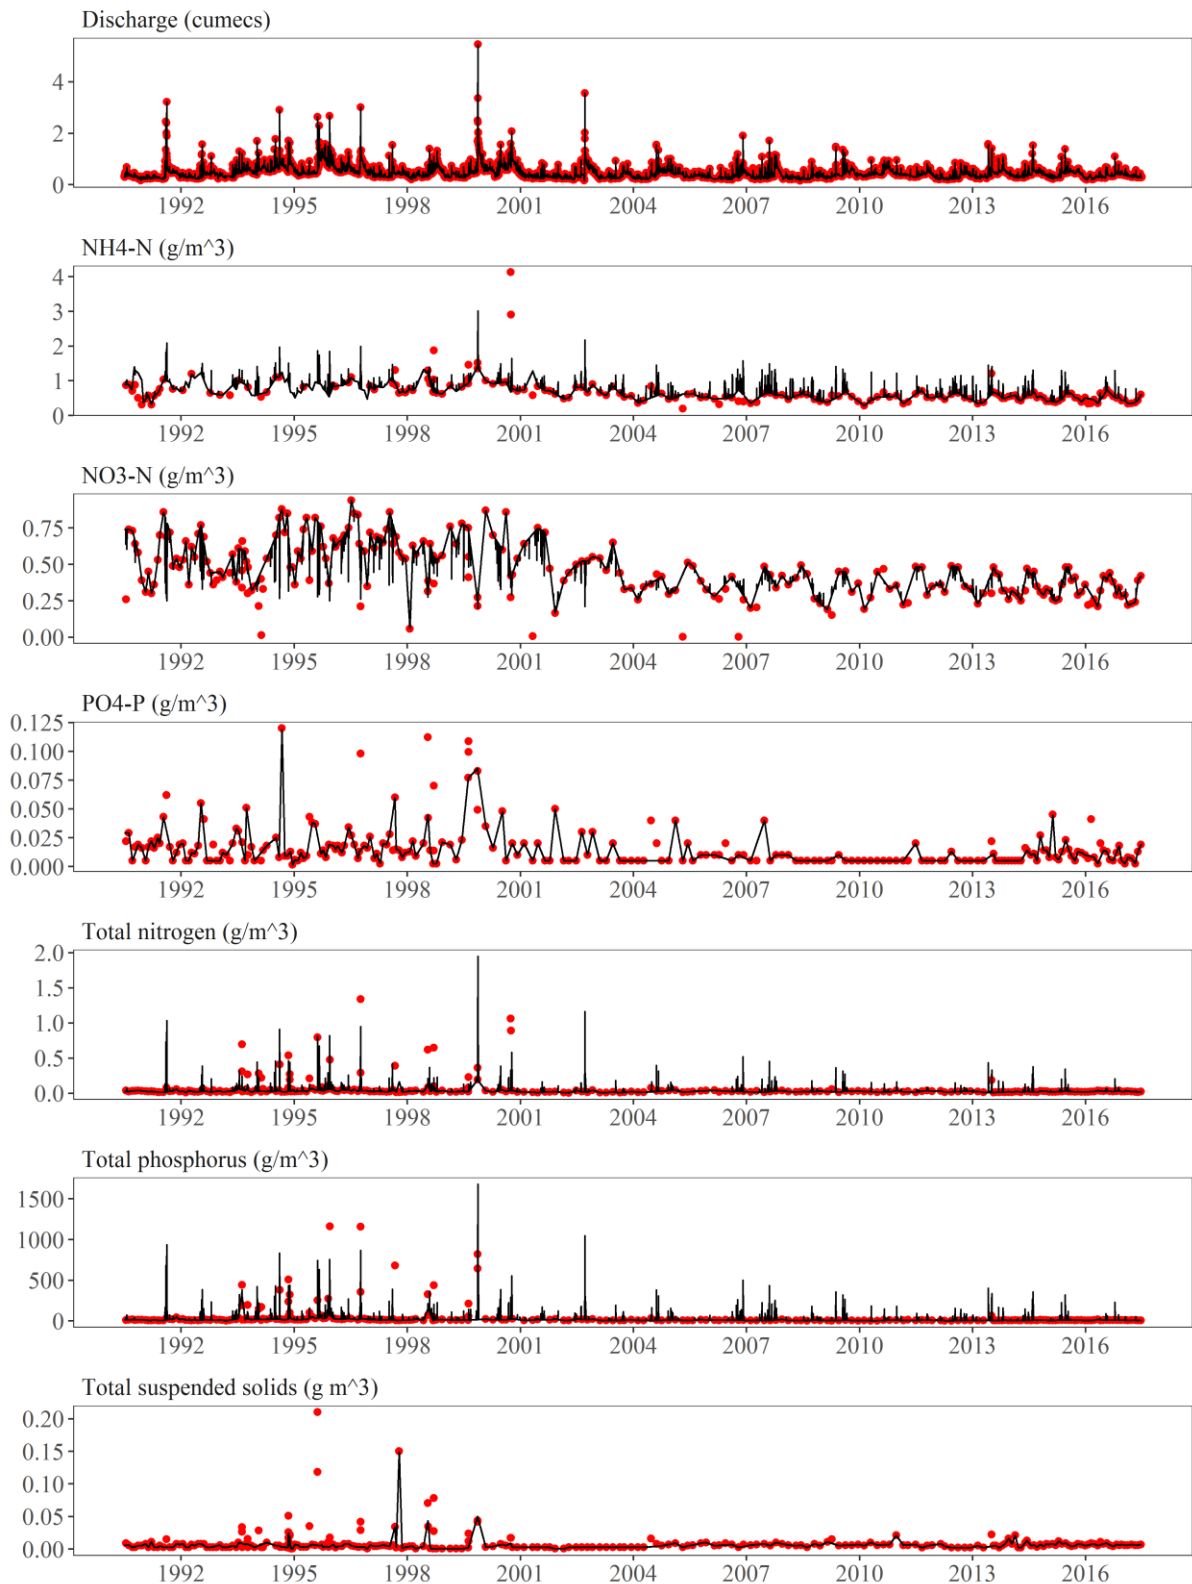 Discharge (cumecs)
4
2
0
1992 1995 1998 2001 2004 2007 2010 2013 2016
NH4-N (g/m^3)
4
3
2
1
0
1992 1995 1998 2001 2004 2007 2010 2013 2016
NO3-N (g/m^3)
0.75
0.50
0.25
0.00
1992 1995 1998 2001 2004 2007 2010 2013 2016
PO4-P (g/m^3)
0.125
0.100
0.075
0.050
0.025
0.000
1992 1995 1998 2001 2004 2007 2010 2013 2016
Total nitrogen (g/m^3)
2.0
1.5
1.0
0.5
0.0
1992 1995 1998 2001 2004 2007 2010 2013 2016
Total phosphorus (g/m^3)
1500
1000
500
0
1992 1995 1998 2001 2004 2007 2010 2013 2016
Total suspended solids (g m^3)
0.20
0.15
0.10
0.05
0.00
1992 1995 1998 2001 2004 2007 2010 2013 2016